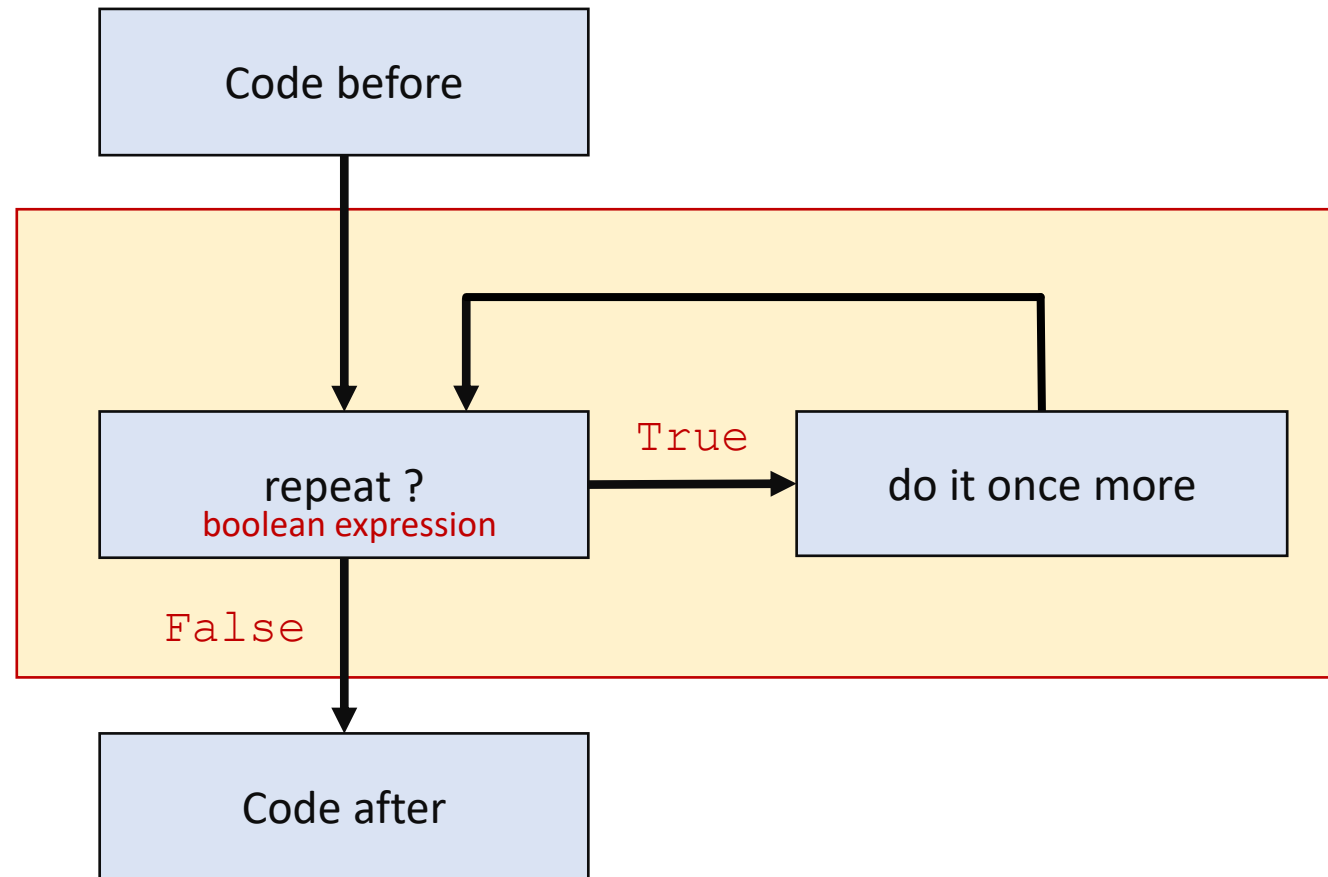 Code before
True
repeat ?
boolean expression
do it once more
False
Code after